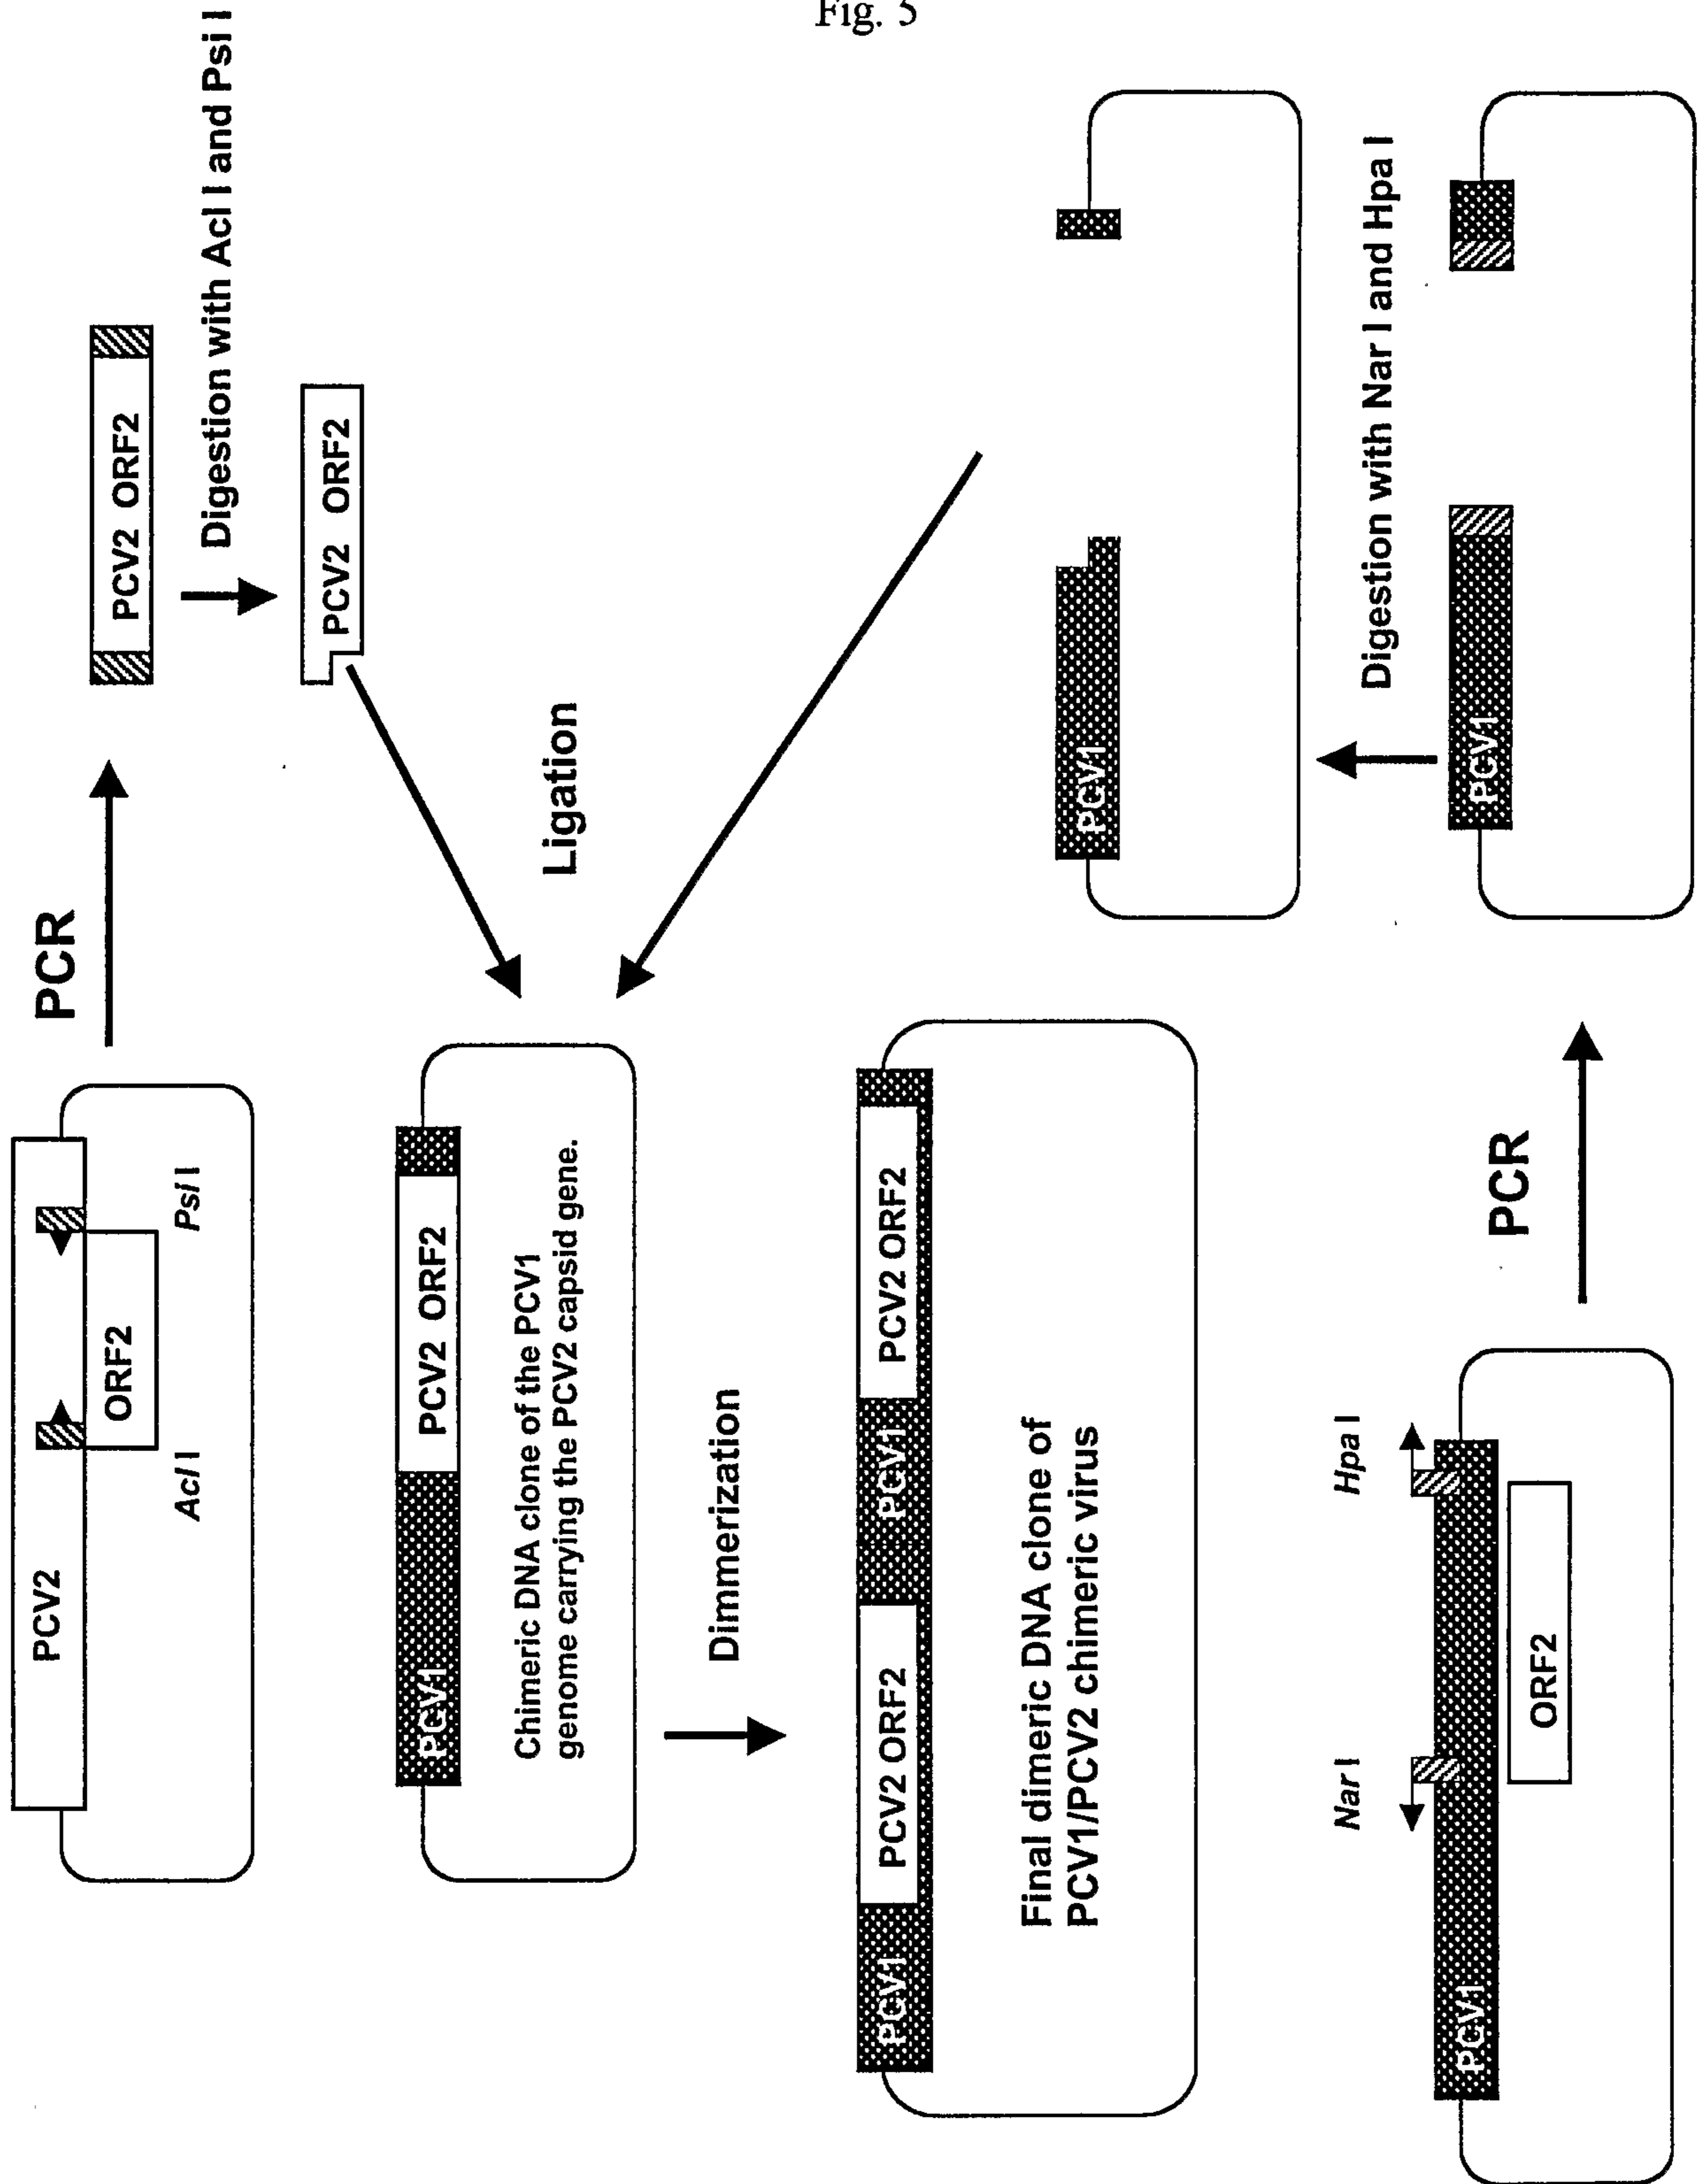 Fig. 5
PCV2
ORF2
Acl I
Psi I
PCR
PCV2 ORF2
Digestion with Acl I and Psi I
PCV2 ORF2
Ligation
PCV1
PCV2 ORF2
Chimeric DNA clone of the PCV1
genome carrying the PCV2 capsid gene.
Dimmerization
PCV1
PCV2 ORF2
PCV1
PCV2 ORF2
Final dimeric DNA clone of
PCV1/PCV2 chimeric virus
PCV1
Digestion with Nar I and Hpa I
PCV1
Nar I
Hpa I
PCV1
ORF2
PCR